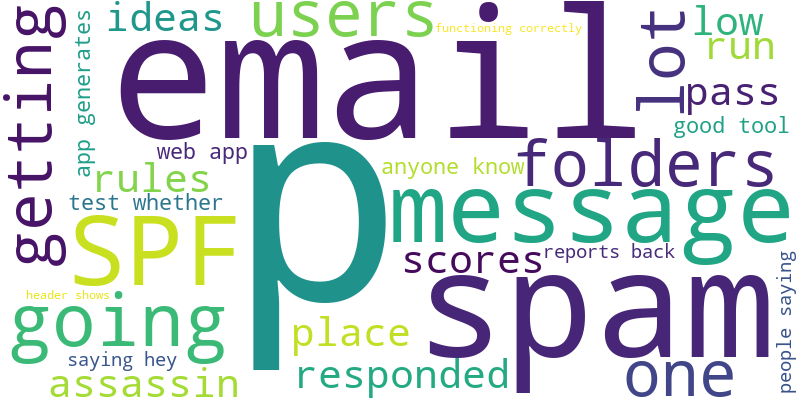 getting
app generates
ideas
users
functioning correctly
email
lot
low
run
pass
good tool
web app
rules
test whether
p
anyone know
folders
message
SPF
scores
reports back
header shows
going
spam
people saying
place
saying hey
assassin
responded
one